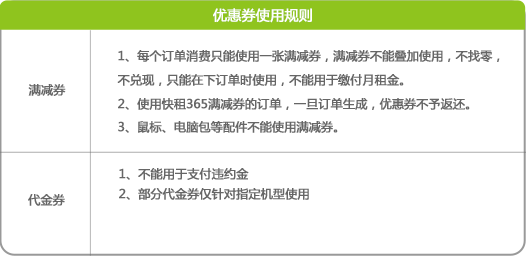 优惠券使用规则
满减券
1、每个订单消费只能使用一张满减券，满减券不能叠加使用，不找零，
不兑现，只能在下订单时使用，不能用于缴付月租金。
2、使用快租365满减券的订单，一旦订单生成，优惠券不予返还。
3、鼠标、电脑包等配件不能使用满减券。
代金券
1、不能用于支付违约金
2、部分代金券仅针对指定机型使用